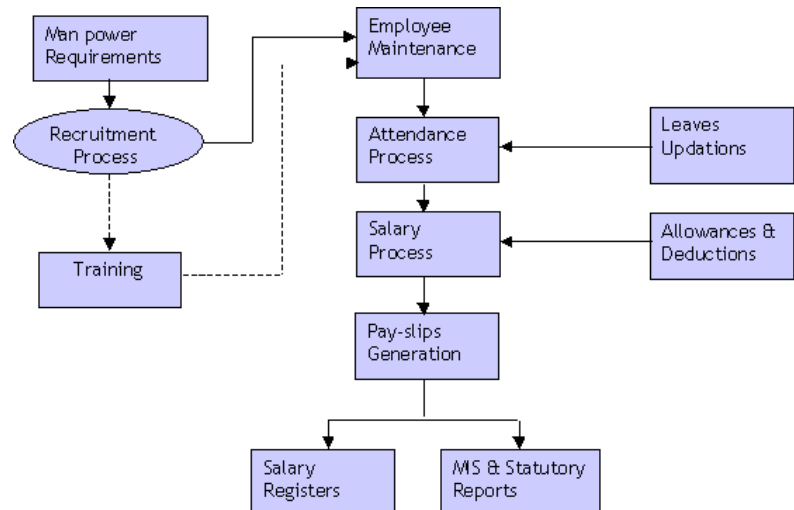 Man power
Requirements
Employee
Maintenance
Recruitment
Process
Attendance
Process
Leaves
Updations
Training
Salary
Process
Allowances &
Deductions
Pay-slips
Generation
Salary
Registers
MIS & Statutory
Reports